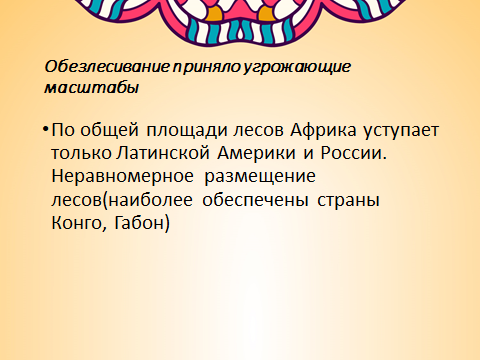 Обезлесивание приняло угрожающие
масштабы
•По общей площади лесов Африка уступает
только Латинской Америки и России.
Неравномерное размещение
лесов(наиболее обеспечены страны
Конго, Габон)